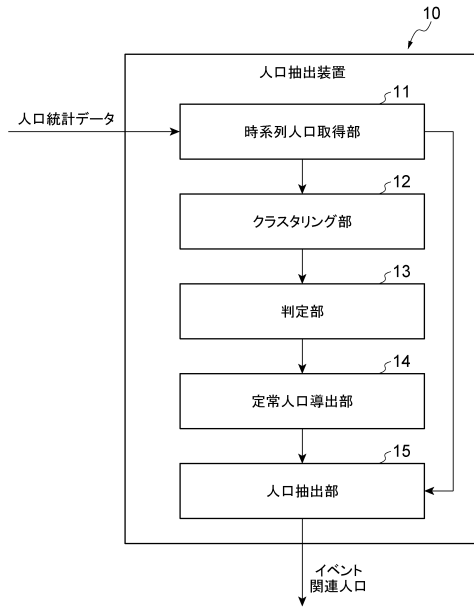 10
人口抽出装置
人口統計データ
11
時系列人口取得部
12
クラスタリング部
13
判定部
14
定常人口導出部
15
人口抽出部
イベント
関連人口